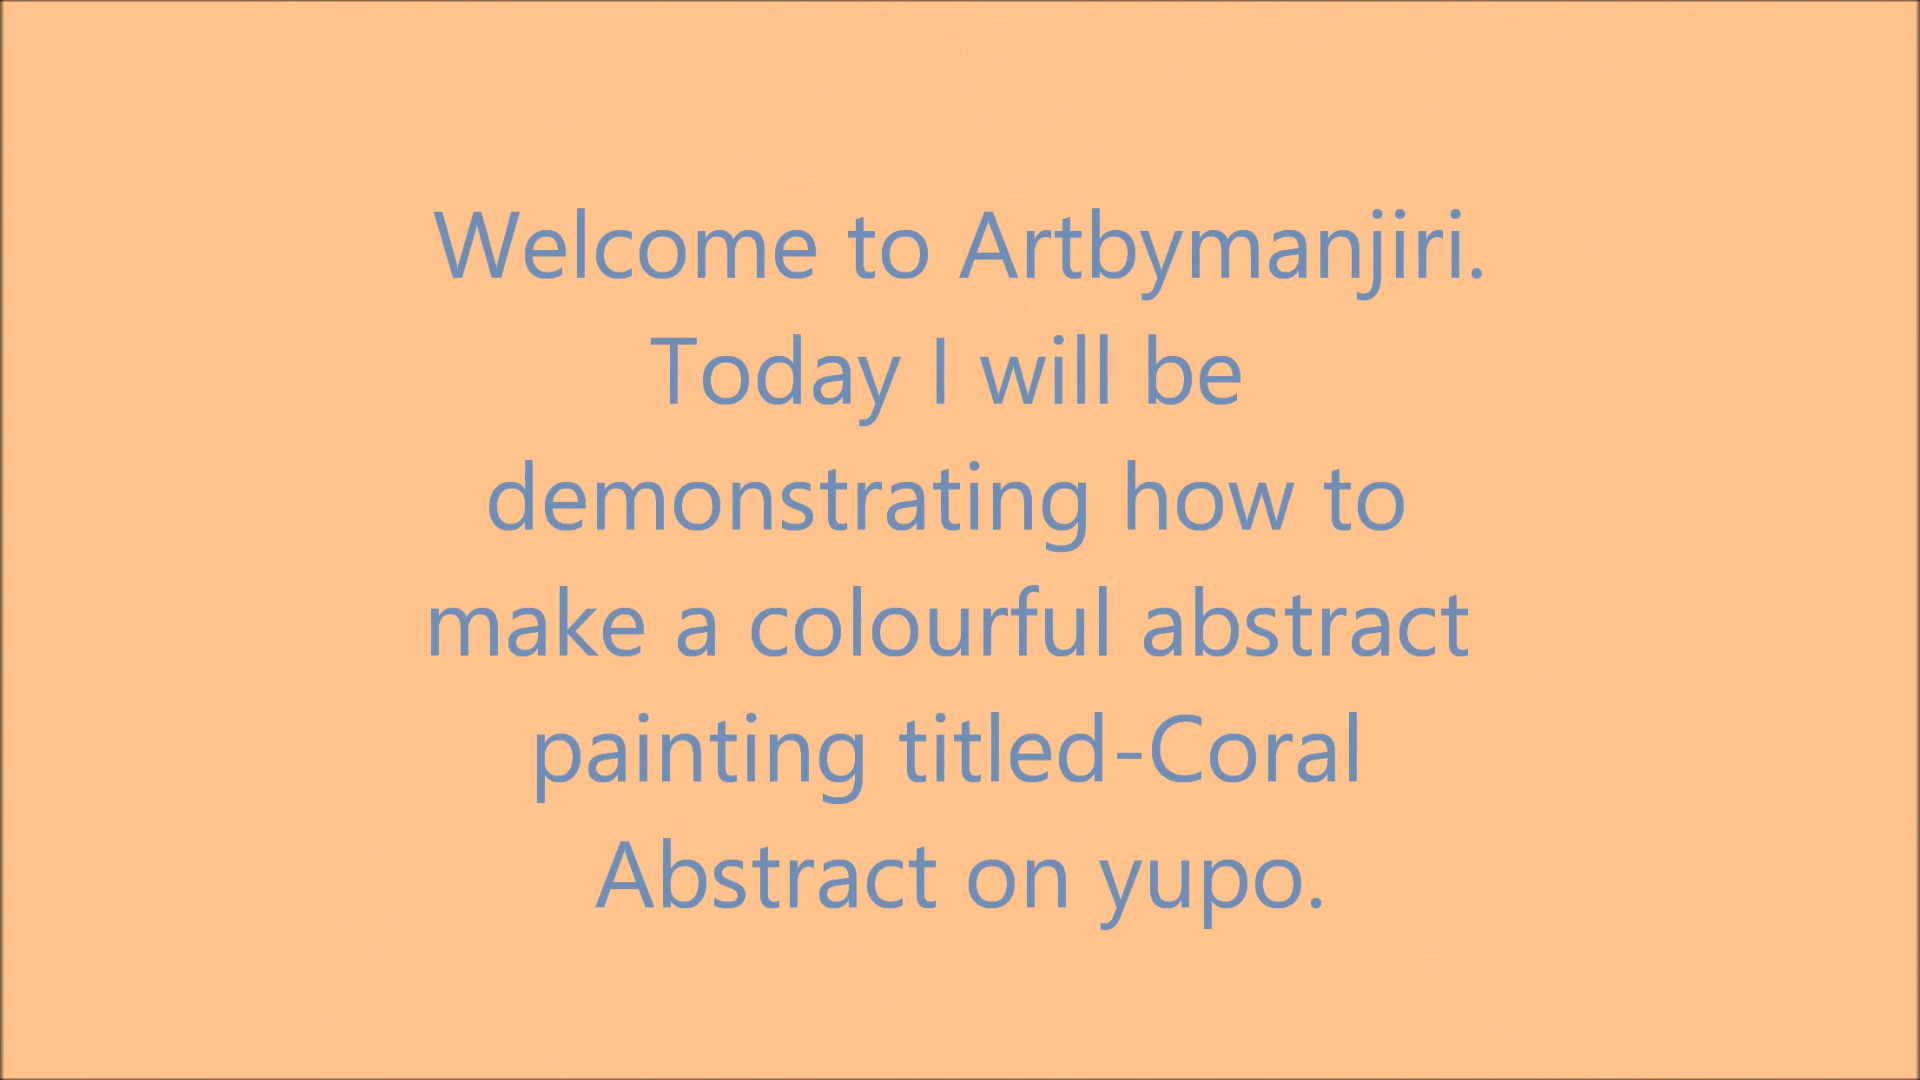 Welcome to Artbymanjiri.
Today I will be
demonstrating how to
make a colourful abstract
painting titled-Coral
Abstract on yupo.